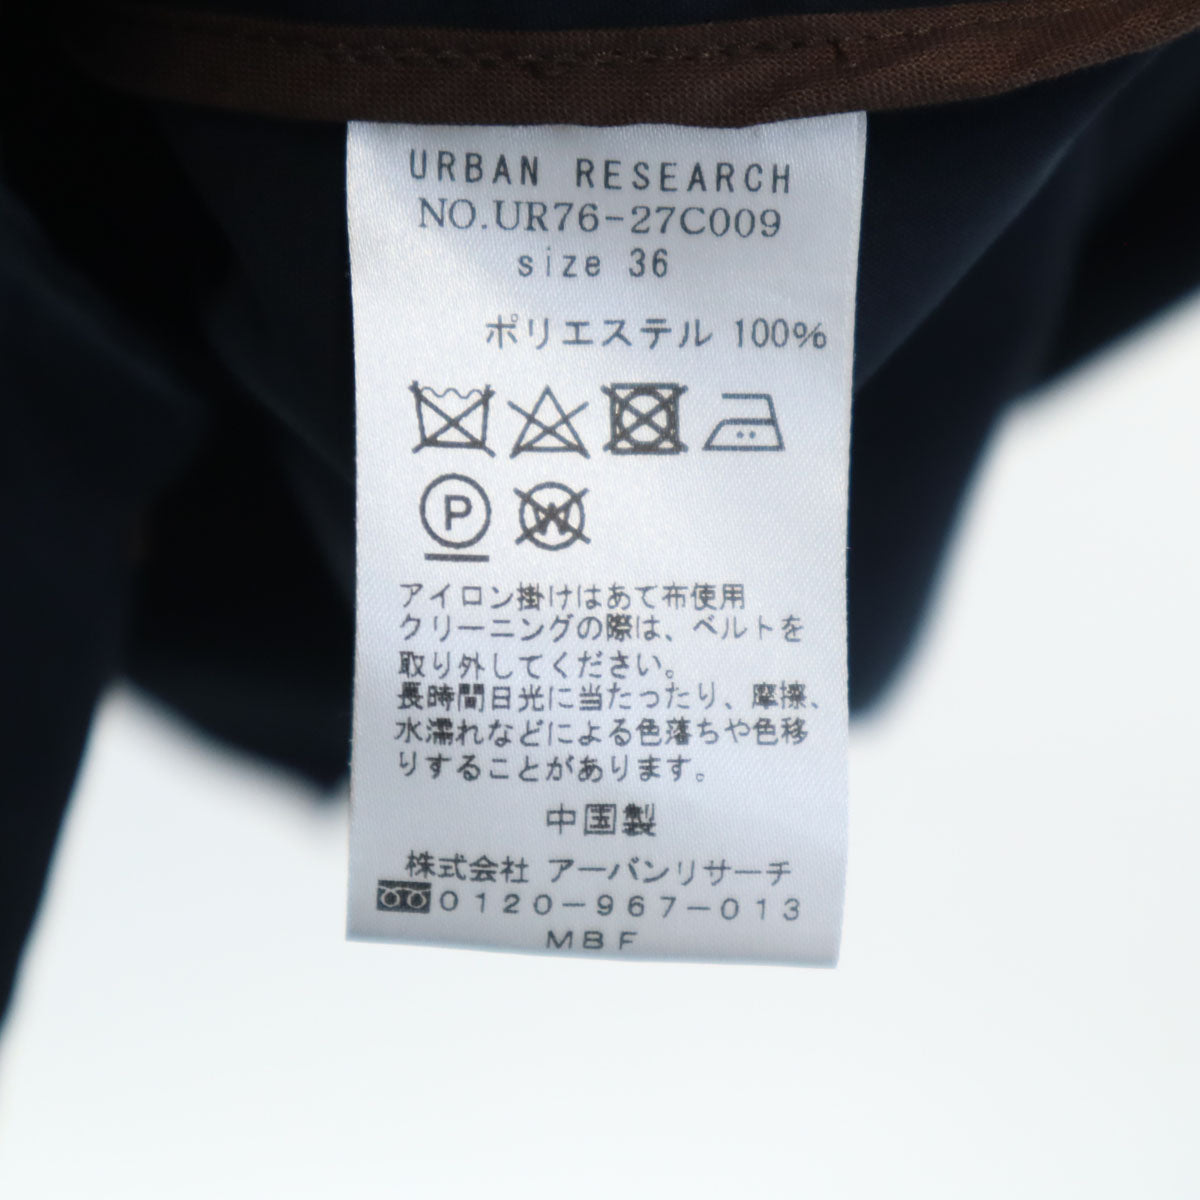 URBAN RESEARCH
NO.UR76-27C009
size 36
ポリエステル 100%
P W
アイロン掛けはあて布使用
クリーニングの際は、ベルトを
取り外してください。
長時間日光に当たったり、摩擦、
水濡れなどによる色落ちや色移
りすることがあります。
中国製
株式会社 アーバンリサーチ
0120-967-013
MBF